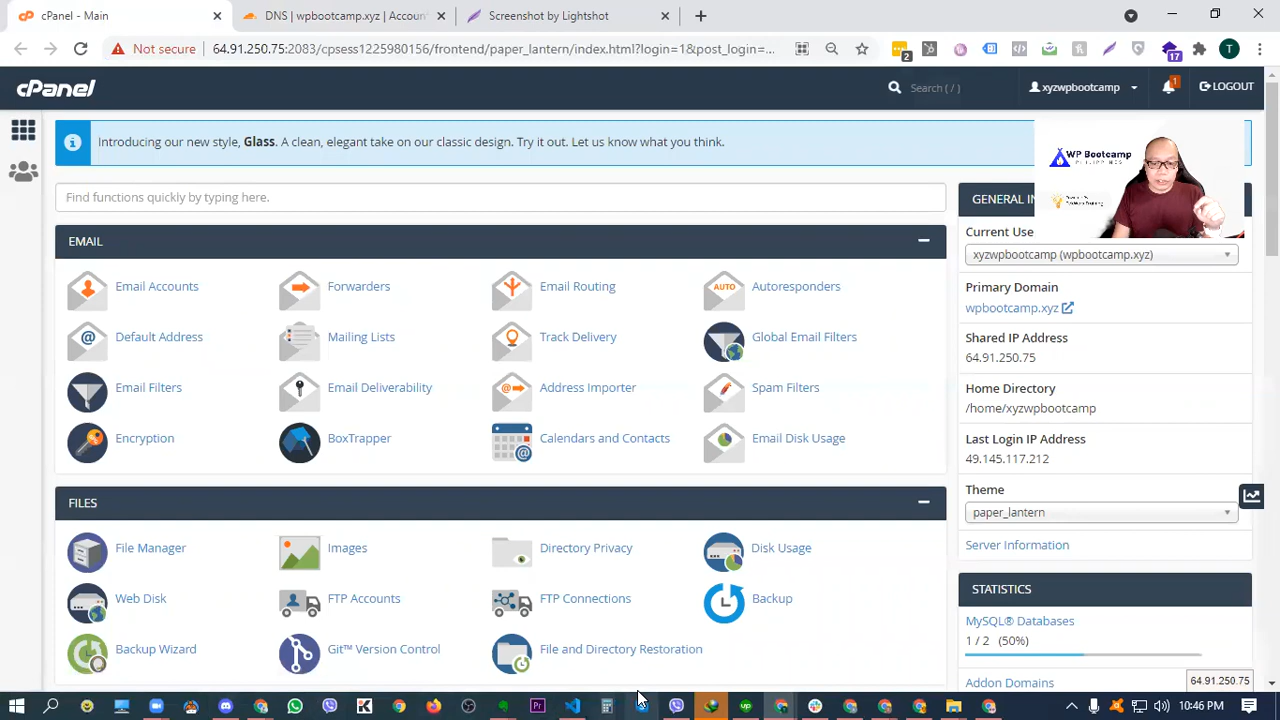 cPanel - Main
DNS | wpbootcamp.xyz | Account
Screenshot by Lightshot
Not secure
64.91.250.75:2083/cpsess1225980156/frontend/paper_lantern/index.html?login=1&post_login=...
2
17
T
cPanel
Search ( / )
xyzwpbootcamp
1
LOGOUT
Introducing our new style, Glass. A clean, elegant take on our classic design. Try it out. Let us know what you think.
WP Bootcamp
PHILIPPINES
Find functions quickly by typing here.
GENERAL IN
EMAIL
Current Use
xyzwpbootcamp (wpbootcamp.xyz)
Email Accounts
Forwarders
Email Routing
AUTO
Autoresponders
Primary Domain
wpbootcamp.xyz
Default Address
Mailing Lists
Track Delivery
Global Email Filters
Shared IP Address
64.91.250.75
Email Filters
Email Deliverability
Address Importer
Spam Filters
Home Directory
/home/xyzwpbootcamp
Encryption
BoxTrapper
Calendars and Contacts
Email Disk Usage
Last Login IP Address
49.145.117.212
FILES
Theme
paper_lantern
File Manager
Images
Directory Privacy
Disk Usage
Server Information
Web Disk
FTP Accounts
FTP Connections
Backup
STATISTICS
MySQL® Databases
1 / 2 (50%)
Backup Wizard
Git™ Version Control
File and Directory Restoration
Addon Domains
64.91.250.75
Pr
up
ENG
10:46 PM